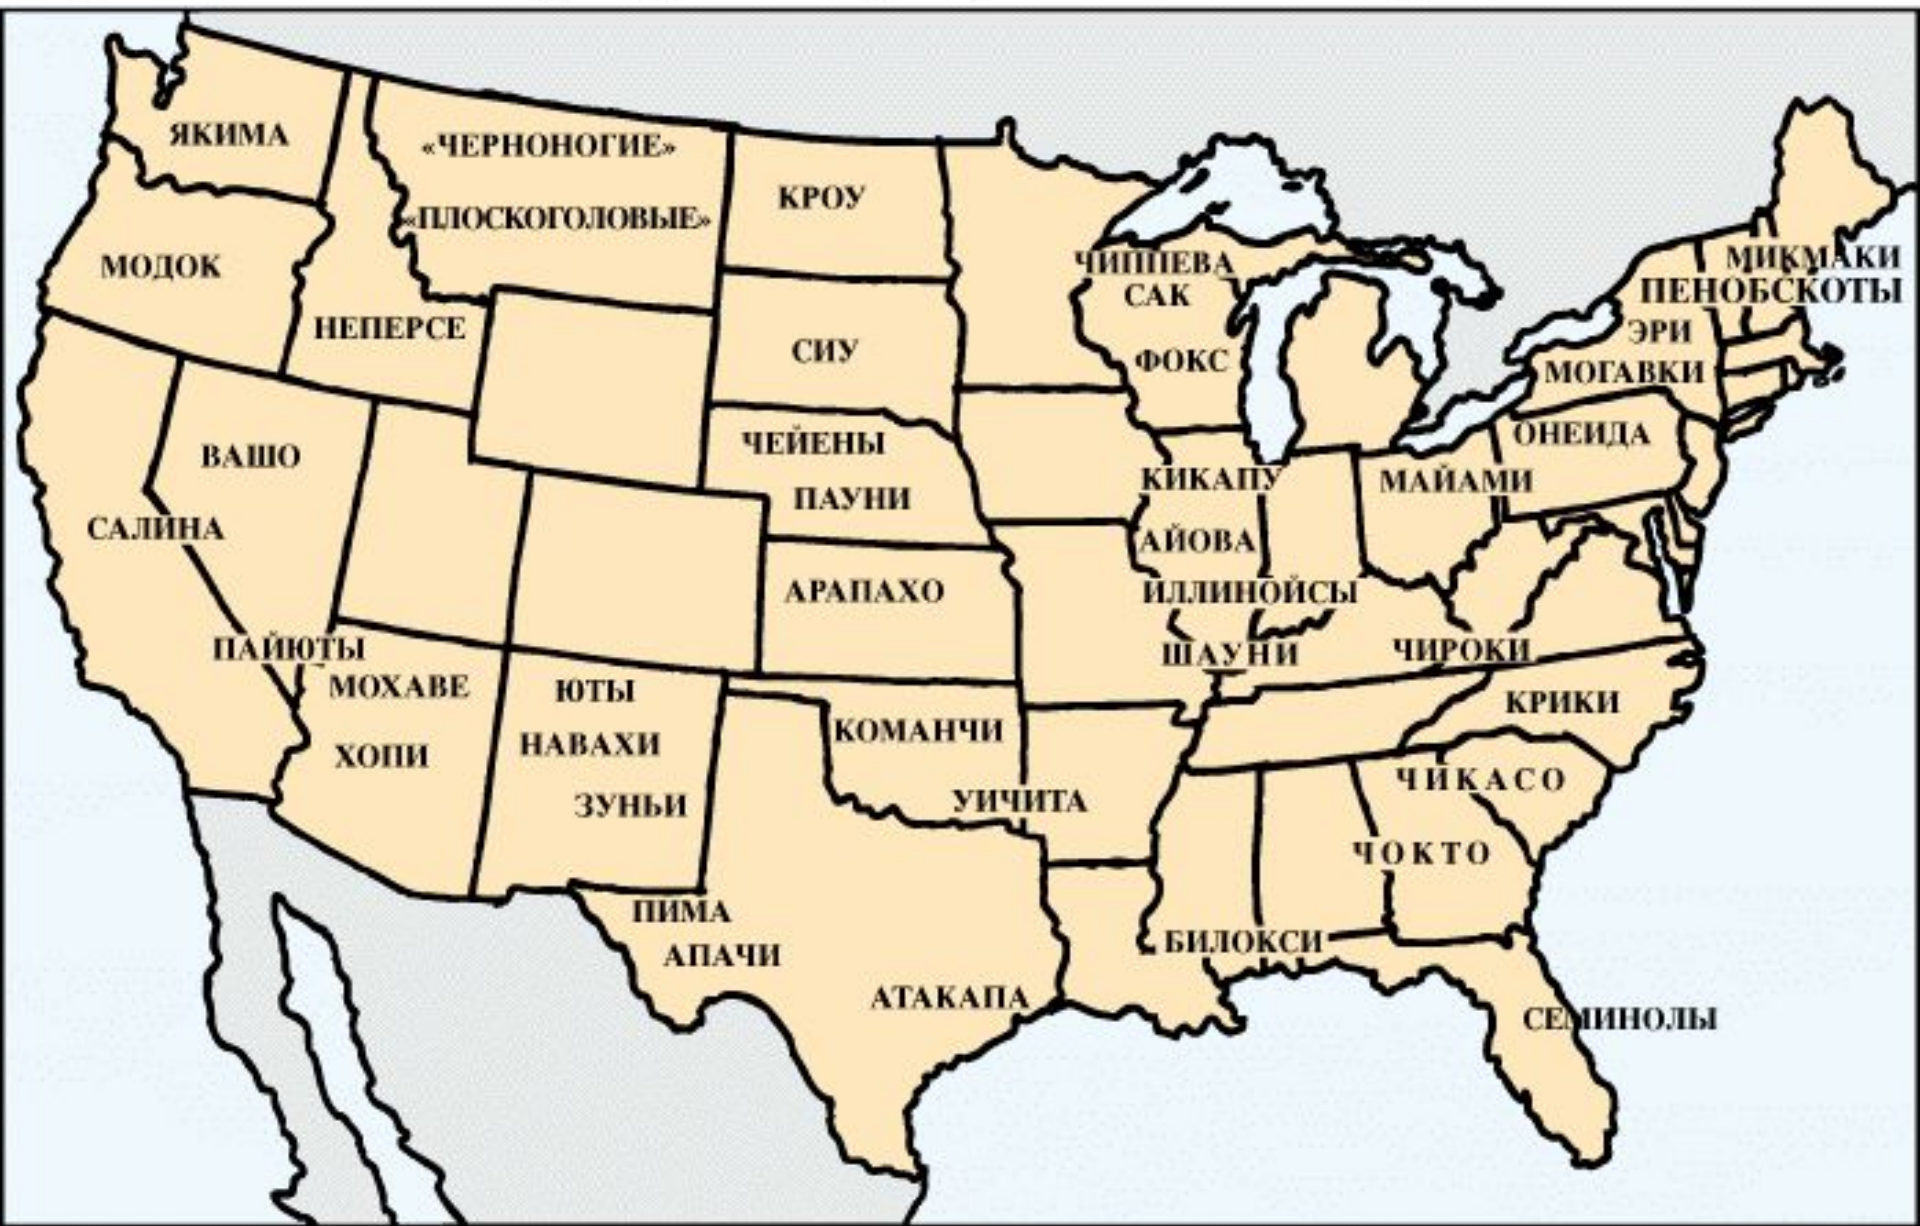 ЯКИМА
«ЧЕРНОНОГИЕ»
«ПЛОСКОГОЛОВЫЕ»
КРОУ
МОДОК
НЕПЕРСЕ
СИУ
ЧИППЕВА
САК
ФОКС
МИКМАКИ
ПЕНОБСКОТЫ
ЭРИ
МОГАВКИ
ОНЕИДА
ВАШО
ЧЕЙЕНЫ
ПАУНИ
КИКАПУ
МАЙАМИ
САЛИНА
АЙОВА
АРАПАХО
ИЛЛИНОЙСЫ
ПАЙЮТЫ
ШАУНИ
ЧИРОКИ
МОХАВЕ
ЮТЫ
КРИКИ
ХОПИ
НАВАХИ
КОМАНЧИ
ЗУНЬИ
УИЧИТА
ЧИКАСО
ЧОКТО
ПИМА
АПАЧИ
БИЛОКСИ
АТАКАПА
СЕМИНОЛЫ